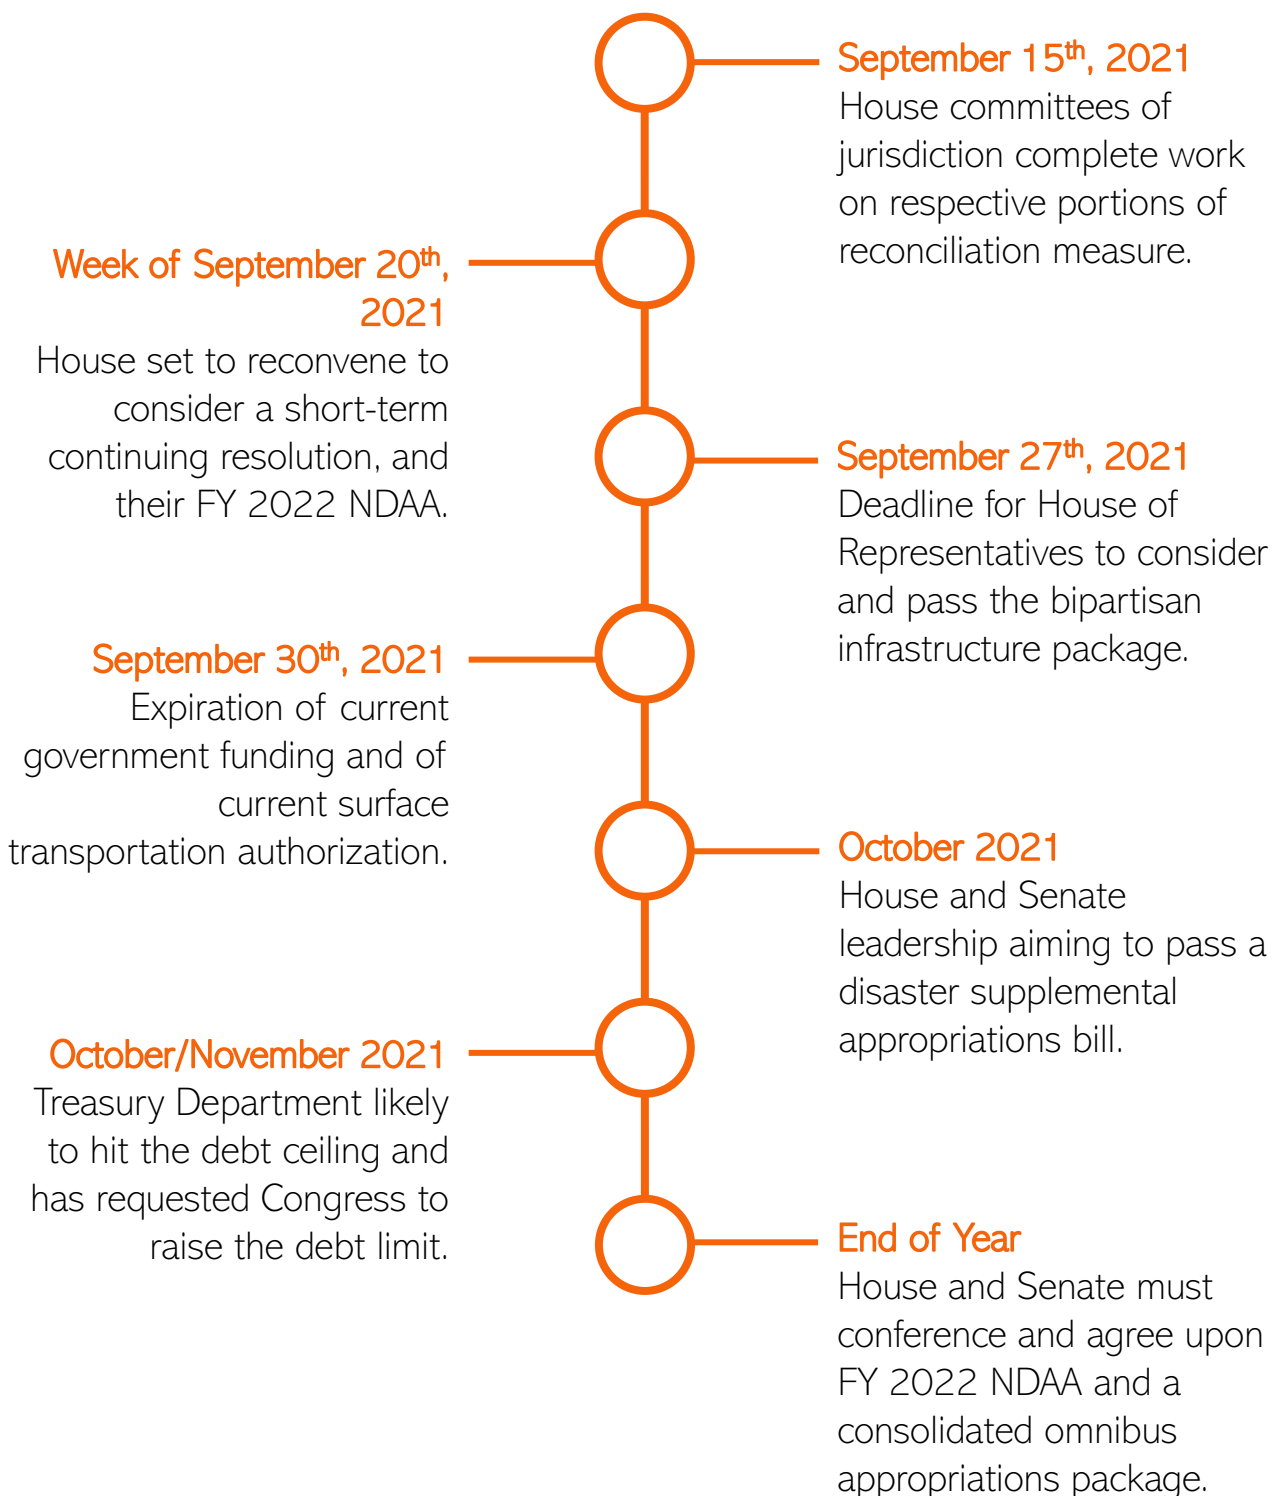 September 15th, 2021
House committees of
jurisdiction complete work
on respective portions of
reconciliation measure.
Week of September 20th,
2021
House set to reconvene to
consider a short-term
continuing resolution, and
their FY 2022 NDAA.
September 27th, 2021
Deadline for House of
Representatives to consider
and pass the bipartisan
infrastructure package.
September 30th, 2021
Expiration of current
government funding and of
current surface
transportation authorization.
October 2021
House and Senate
leadership aiming to pass a
disaster supplemental
appropriations bill.
October/November 2021
Treasury Department likely
to hit the debt ceiling and
has requested Congress to
raise the debt limit.
End of Year
House and Senate must
conference and agree upon
FY 2022 NDAA and a
consolidated omnibus
appropriations package.